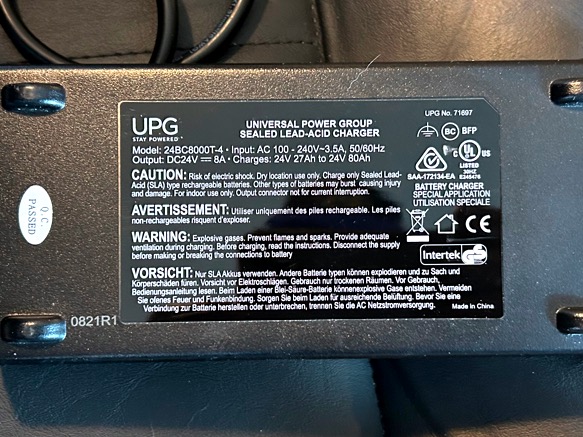 UPG
STAY POWERED
UNIVERSAL POWER GROUP
SEALED LEAD-ACID CHARGER
UPG No. 71697
Model: 24BC8000T-4 • Input: AC 100 - 240V~3.5A, 50/60Hz
Output: DC24V ⎓ 8A • Charges: 24V 27Ah to 24V 80Ah
CAUTION: Risk of electric shock. Dry location use only. Charge only Sealed Lead-
Acid (SLA) type rechargeable batteries. Other types of batteries may burst causing injury
and damage. For indoor use only. Output connector not for current interruption.
AVERTISSEMENT: Utiliser uniquement des piles rechargeable. Les piles
non-rechargeables risquent d'exploser.
WARNING: Explosive gases. Prevent flames and sparks. Provide adequate
ventilation during charging. Before charging, read the instructions. Disconnect the supply
before making or breaking the connections to battery
VORSICHT: Nur SLA Akkus verwenden. Andere Batterie typen können explodieren und zu Sach und
Körperschäden füren. Vorsicht vor Elektroschlägen. Gebrauch nur trockenen Räumen. Vor Gebrauch,
Bedienungsanleitung lesen. Beim Laden einer Blei-Säure-Batterie könnenexplosive Gase entstehen. Vermeiden
Sie ofenes Feuer und Funkenbindung. Sorgen Sie beim Laden für ausreichende Belüftung. Bevor Sie eine
Verbindung zur Batterie herstellen oder unterbrechen, trennen Sie die AC Netzstromversorgung.
BC BFP
VI
c UL US
LISTED
SAA-172134-EA
E346476
BATTERY CHARGER
SPECIAL APPLICATION
UTILISATION SPECIALE
CE
Intertek
GS
Made in China
Q.C.
PASSED
0821R1